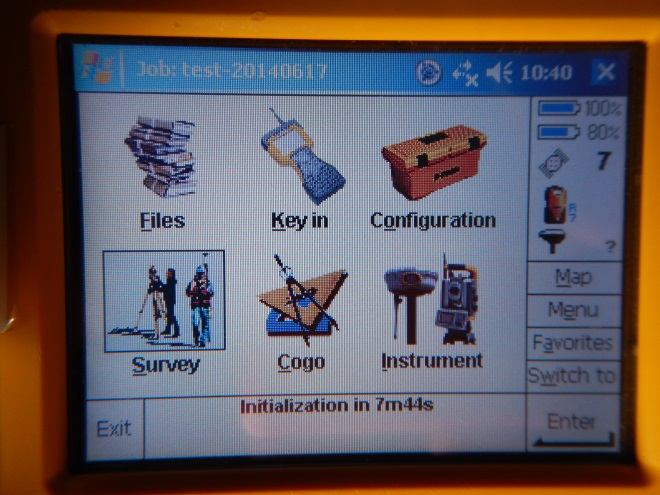 Job: test-20140617 10:40
100%
80%
7
?
Files Key in Configuration
Survey Cogo Instrument
Map
Menu
Favorites
Switch to
Initialization in 7m44s
Exit
Enter